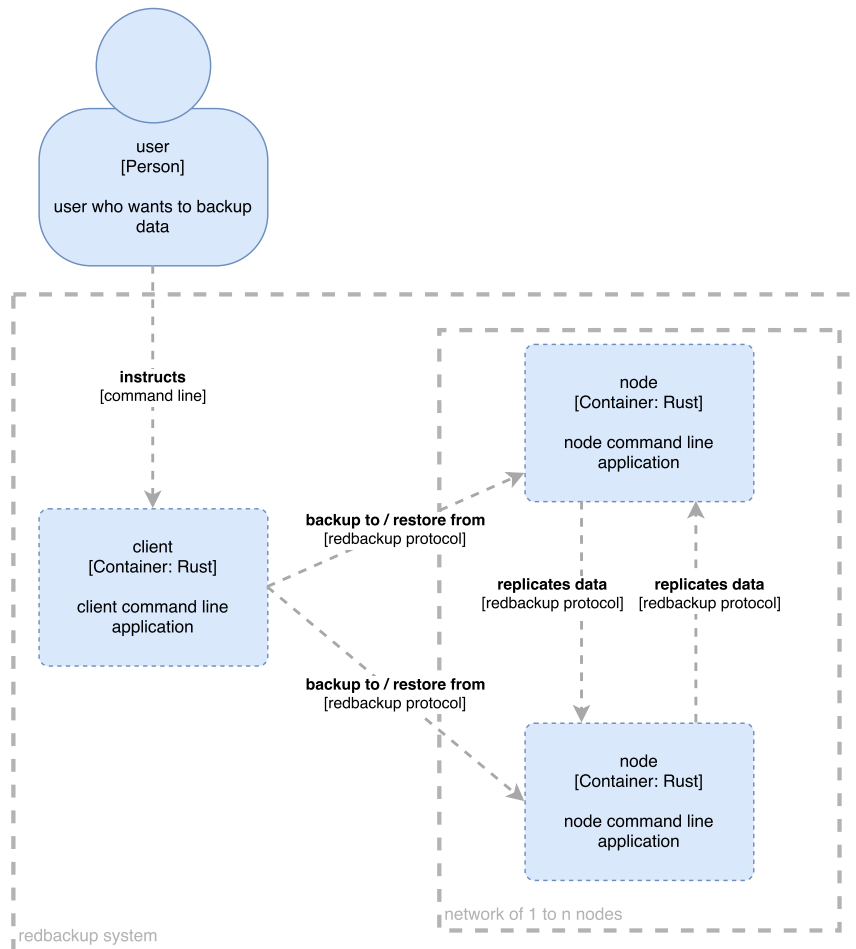 user
[Person]
user who wants to backup
data
instructs
[command line]
node
[Container: Rust]
node command line
application
client
[Container: Rust]
client command line
application
backup to / restore from
[redbackup protocol]
replicates data
[redbackup protocol]
replicates data
[redbackup protocol]
backup to / restore from
[redbackup protocol]
node
[Container: Rust]
node command line
application
network of 1 to n nodes
redbackup system